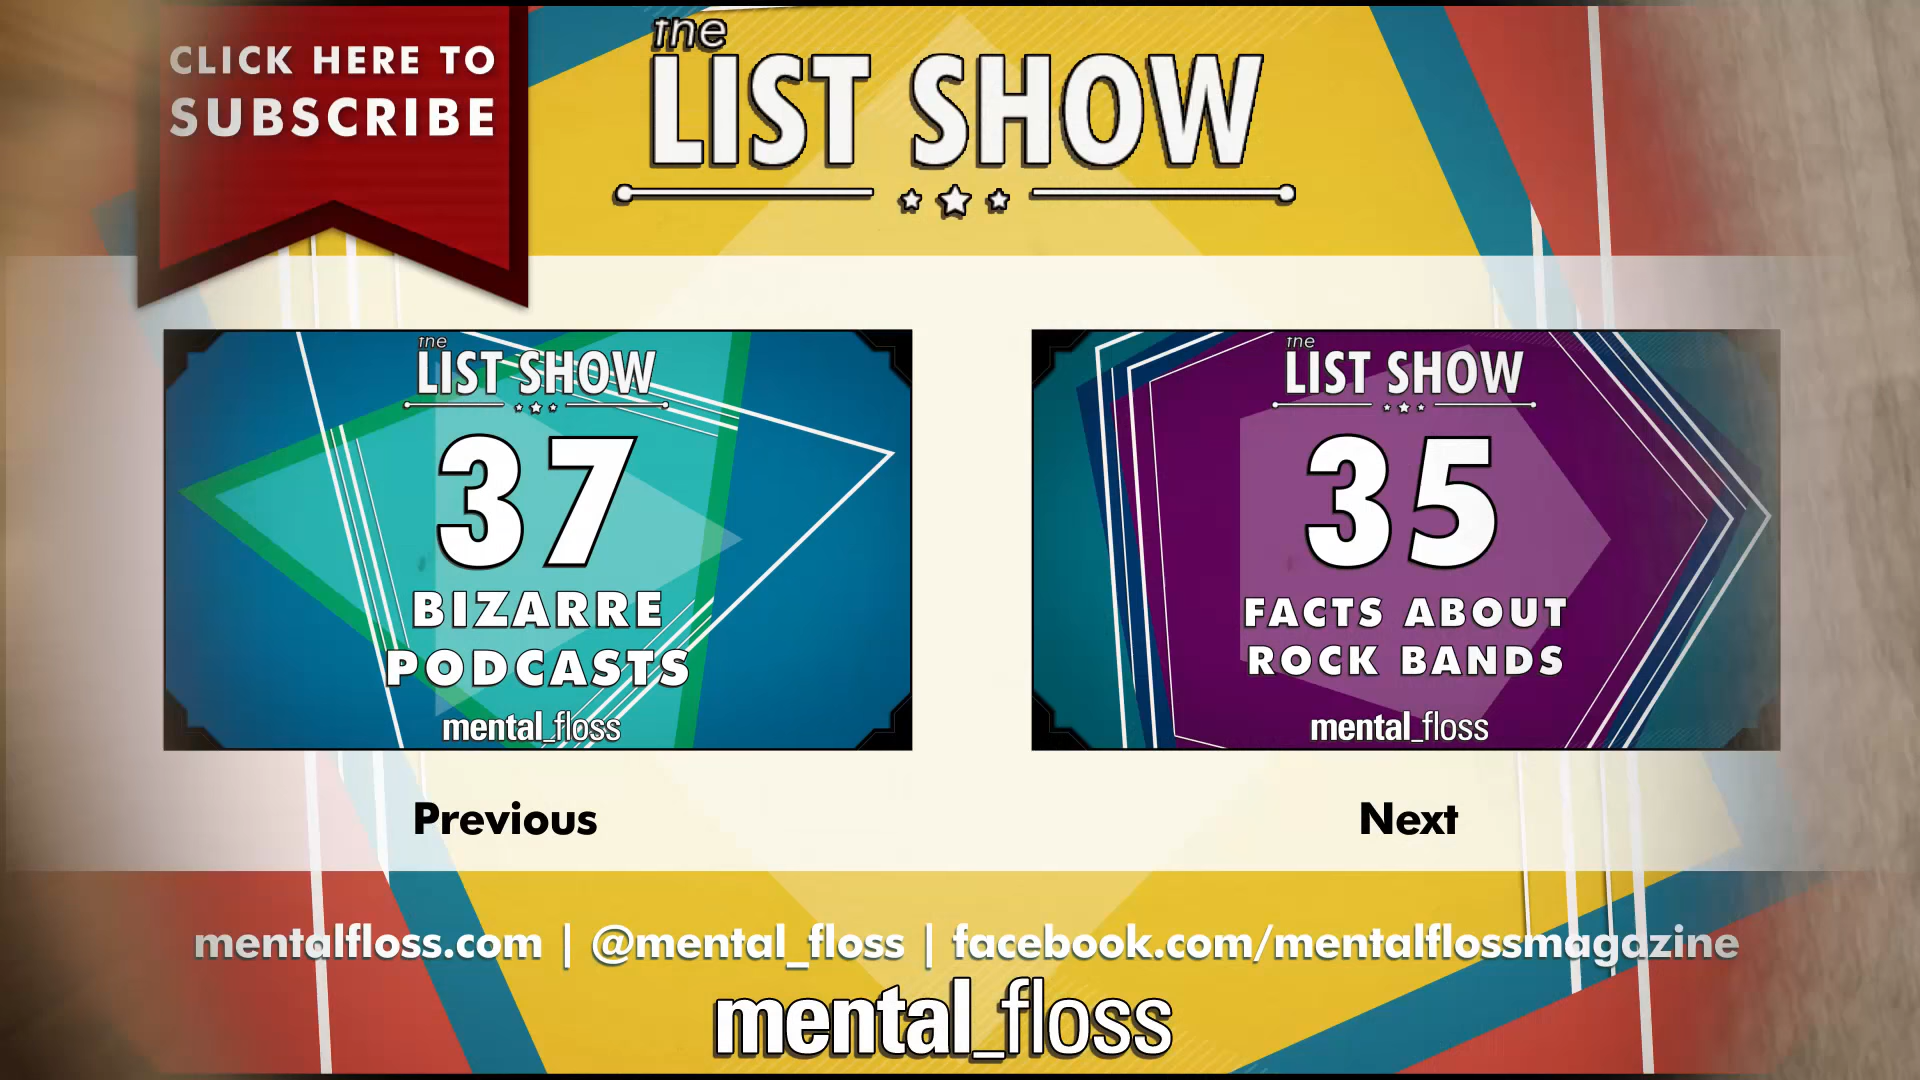 CLICK HERE TO
SUBSCRIBE
the
LIST SHOW
the
LIST SHOW
37
BIZARRE
PODCASTS
mental_floss
Previous
the
LIST SHOW
35
FACTS ABOUT
ROCK BANDS
mental_floss
Next
mentalfloss.com | @mental_floss | facebook.com/mentalflossmagazine
mental_floss